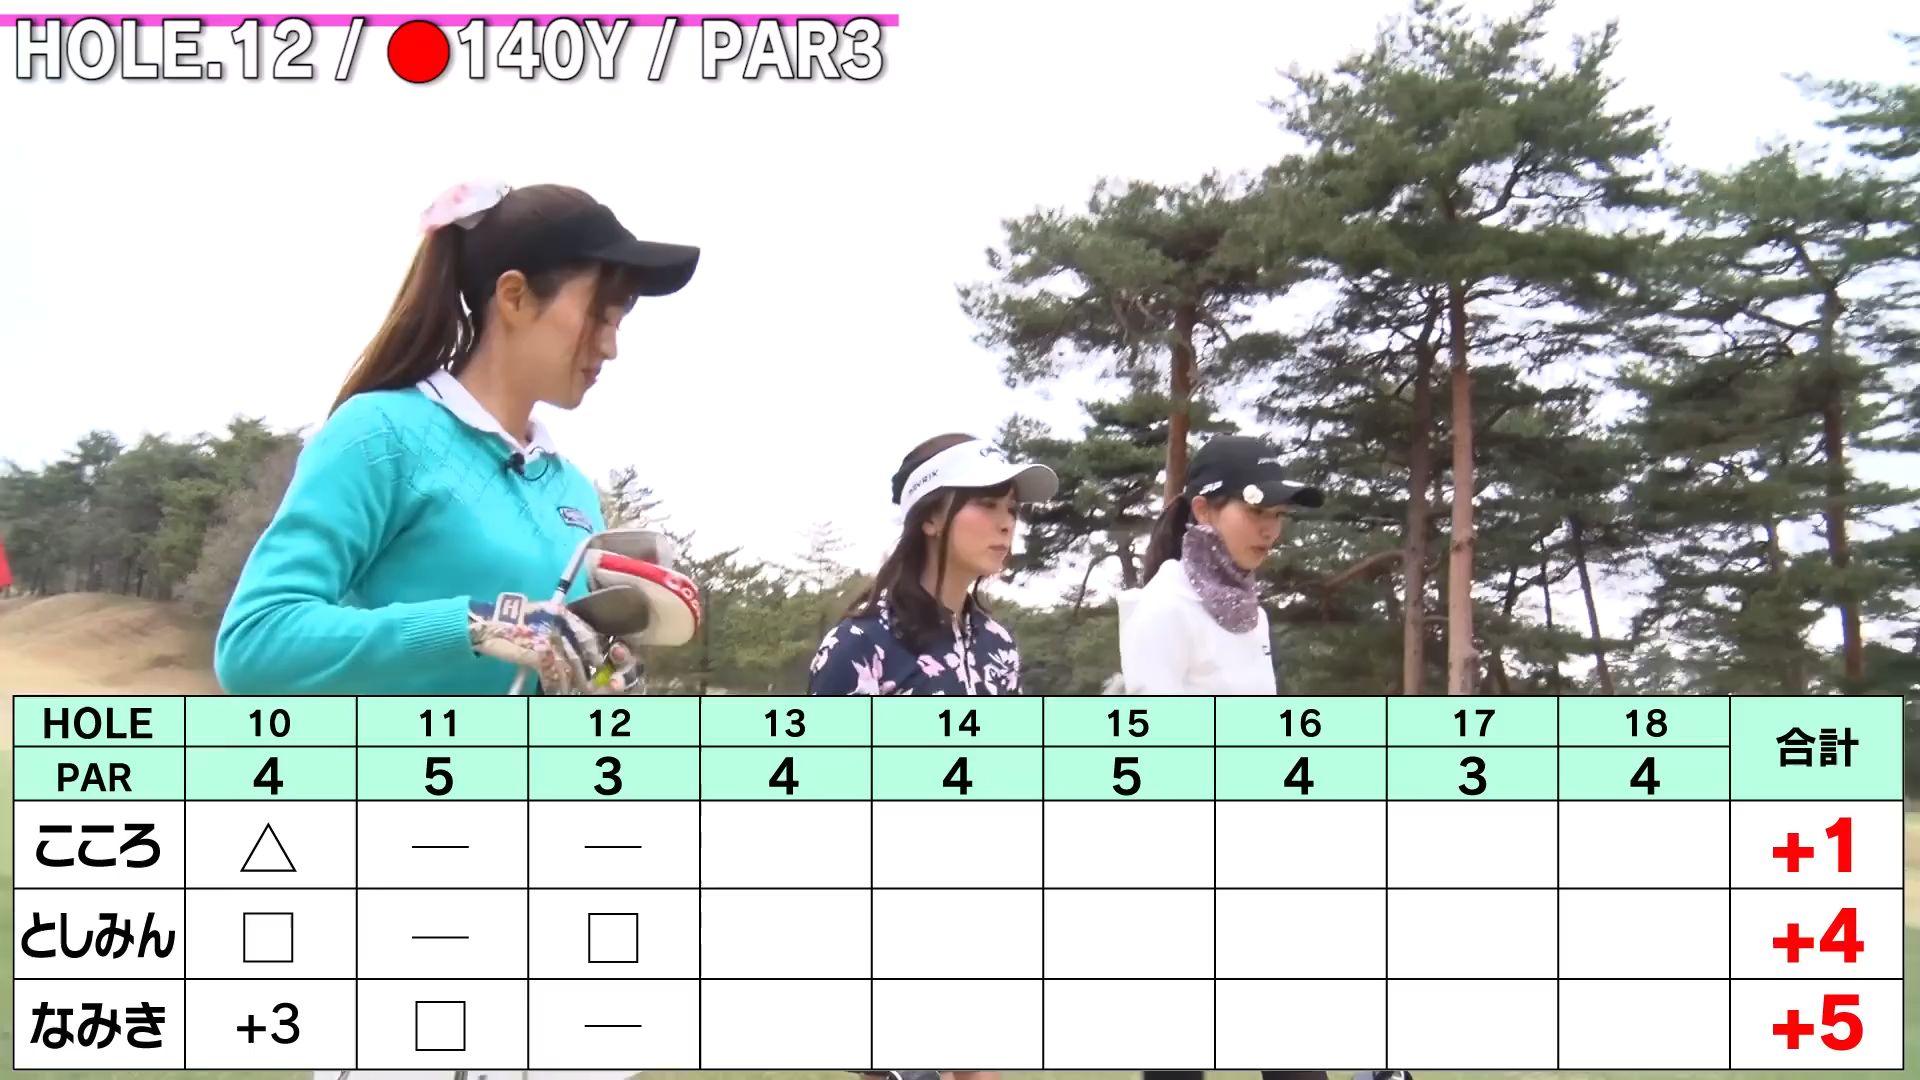 HOLE.12 / 🔴140Y / PAR3
H
HOLE 10 11 12 13 14 15 16 17 18 合計
PAR 4 5 3 4 4 5 4 3 4
こころ △ — — +1
としみん □ — □ +4
なみき +3 □ — +5